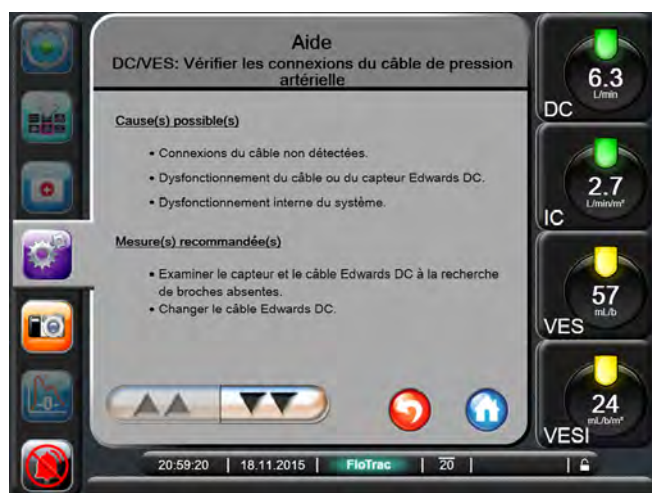 Aide
DC/VES: Vérifier les connexions du câble de pression
artérielle
Cause(s) possible(s)
• Connexions du câble non détectées.
• Dysfonctionnement du câble ou du capteur Edwards DC.
• Dysfonctionnement interne du système.
Mesure(s) recommandée(s)
• Examiner le capteur et le câble Edwards DC à la recherche
de broches absentes.
• Changer le câble Edwards DC.
6.3
L/min
DC
2.7
L/min/m²
IC
57
mL/b
VES
24
mL/b/m²
VESI
-0-
20:59:20 | 18.11.2015 | FloTrac | 20 |